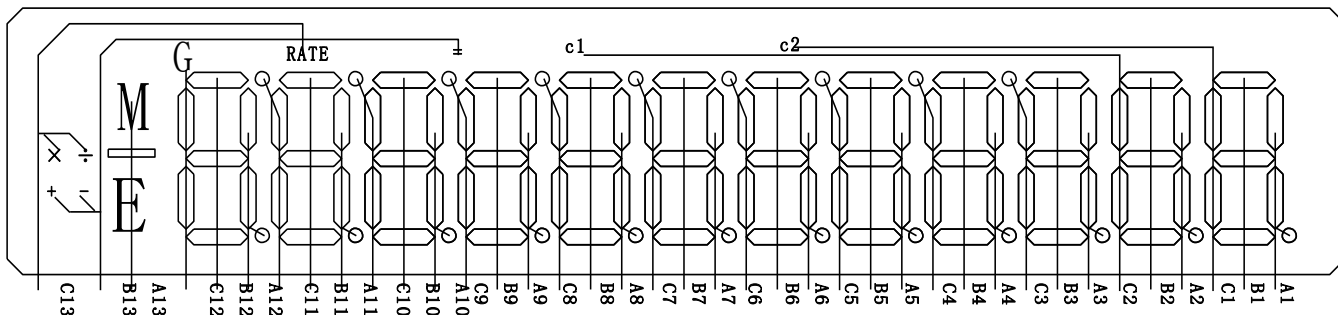 G RATE = c1 c2
M
× ÷
+ −
E
C13 B13 A13 C12 B12 A12 C11 B11 A11 C10 B10 A10 C9 B9 A9 C8 B8 A8 C7 B7 A7 C6 B6 A6 C5 B5 A5 C4 B4 A4 C3 B3 A3 C2 B2 A2 C1 B1 A1